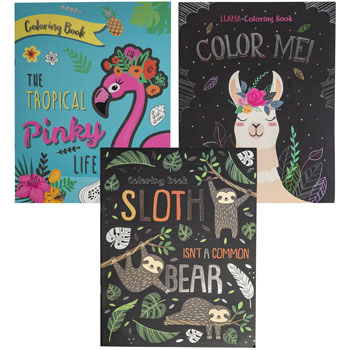 Coloring Book
THE
TROPICAL
Pinky
LIFE
LLAMA-Coloring Book
COLOR ME!
Coloring Book
SLOTH
ISN'T A COMMON
BEAR